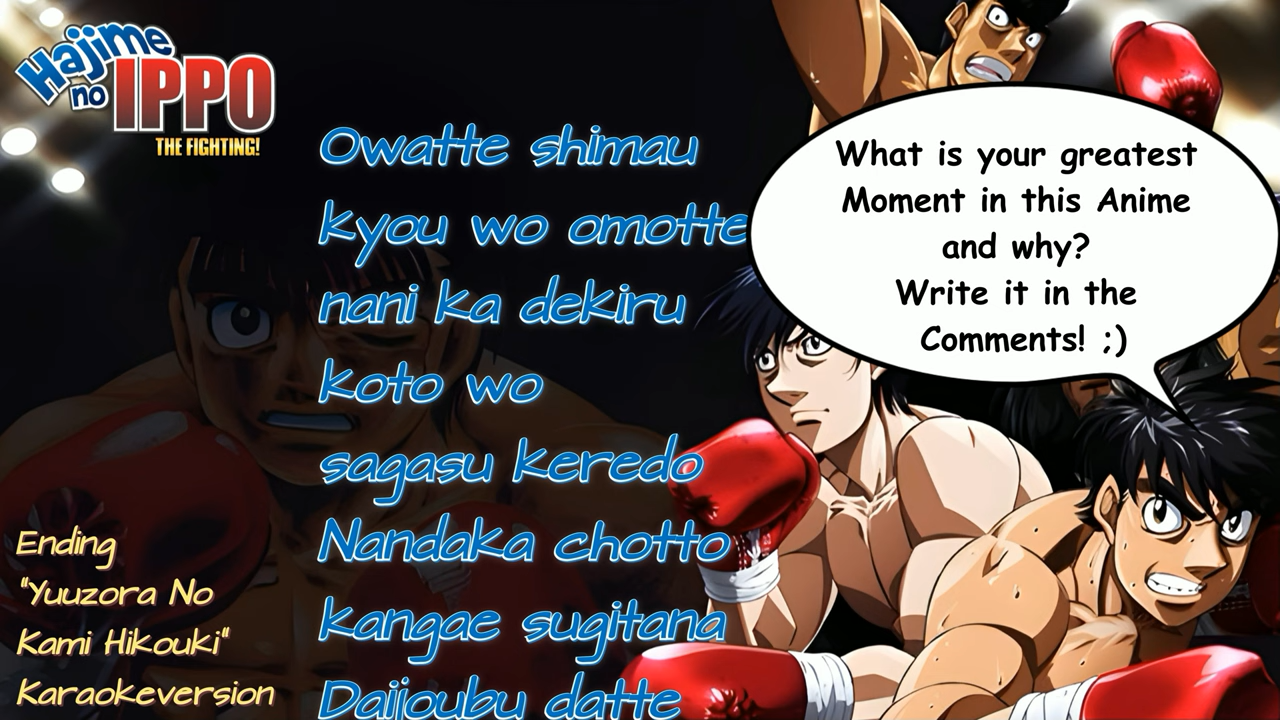 Hajime
no IPPO
THE FIGHTING!
Owatte shimau
kyou wo omotte
nani ka dekiru
koto wo
sagasu keredo
Nandaka chotto
kangae sugitana
Daijoubu datte
What is your greatest
Moment in this Anime
and why?
Write it in the
Comments! ;)
Ending
"Yuuzora No
Kami Hikouki"
Karaokeversion